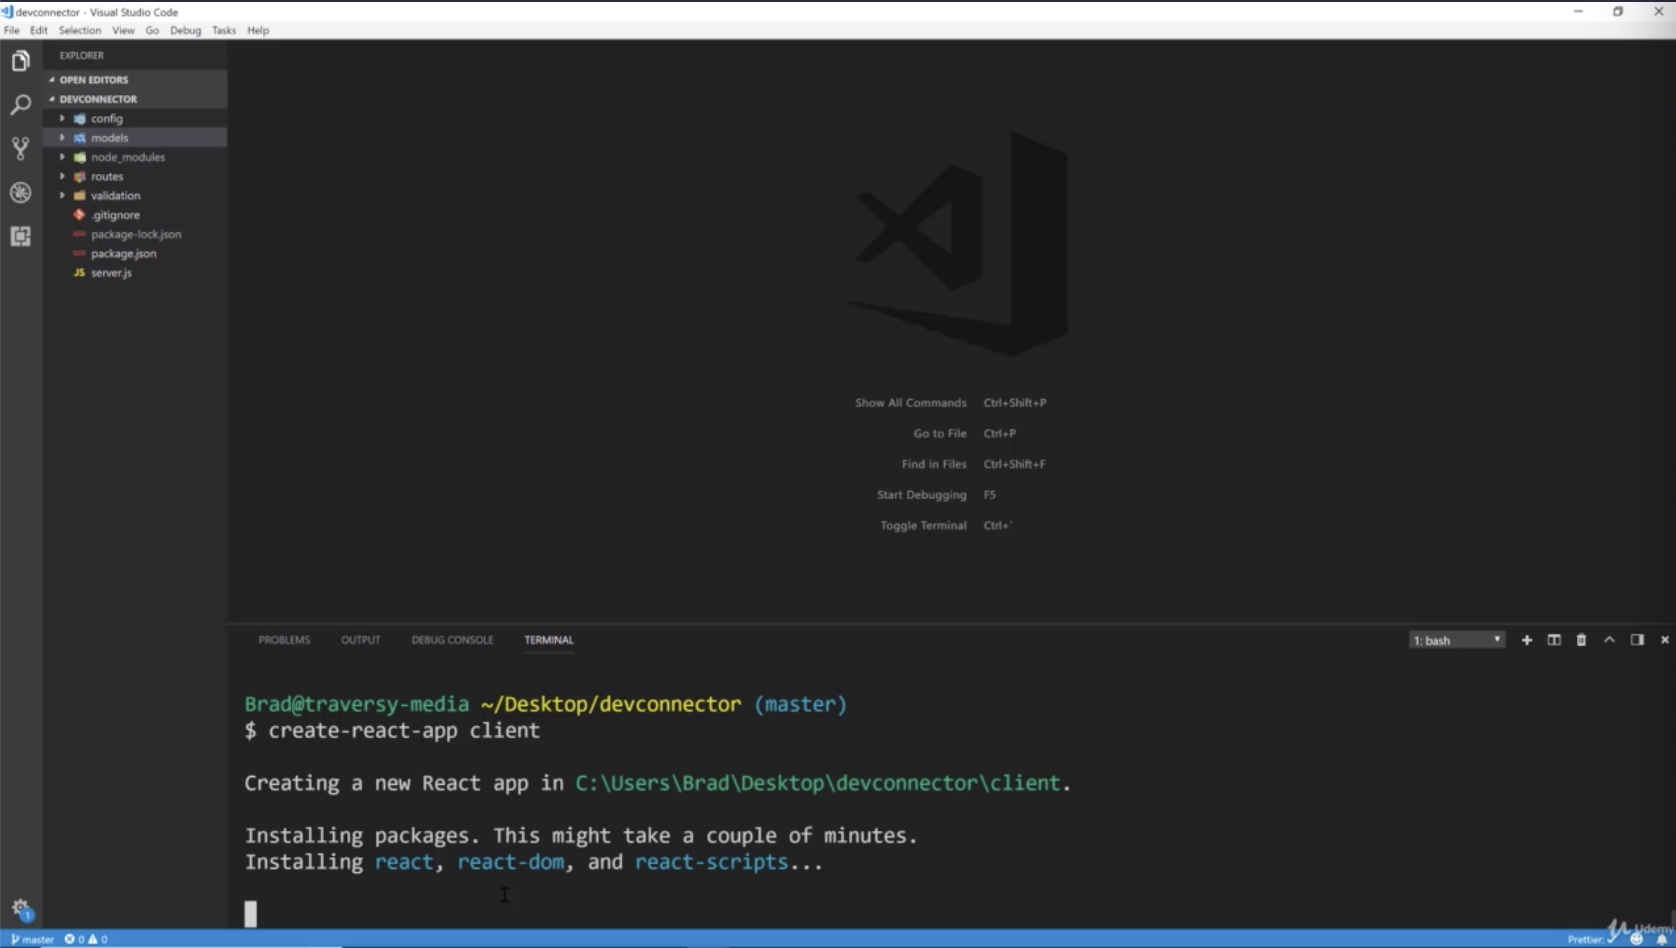 devconnector - Visual Studio Code
File Edit Selection View Go Debug Tasks Help
EXPLORER
OPEN EDITORS
DEVCONNECTOR
config
models
node_modules
routes
validation
.gitignore
package-lock.json
package.json
JS server.js
Show All Commands Ctrl+Shift+P
Go to File Ctrl+P
Find in Files Ctrl+Shift+F
Start Debugging F5
Toggle Terminal Ctrl+`
PROBLEMS OUTPUT DEBUG CONSOLE TERMINAL 1: bash
Brad@traversy-media ~/Desktop/devconnector (master)
$ create-react-app client
Creating a new React app in C:\Users\Brad\Desktop\devconnector\client.
Installing packages. This might take a couple of minutes.
Installing react, react-dom, and react-scripts...
1
master 0 0 Prettier: ✓
Udemy